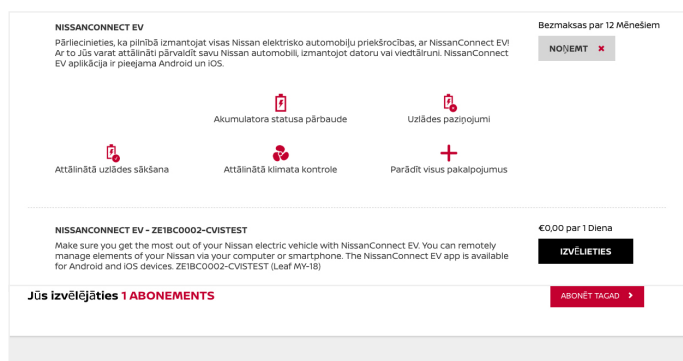 NISSANCONNECT EV
Bezmaksas par 12 Mēnešiem
Pārliecinieties, ka pilnībā izmantojat visas Nissan elektrisko automobiļu priekšrocības, ar NissanConnect EV!
Ar to Jūs varat attālināti pārvaldīt savu Nissan automobili, izmantojot datoru vai viedtālruni. NissanConnect
EV aplikācija ir pieejama Android un iOS.
NOŅEMT
Akumulatora statusa pārbaude
Uzlādes paziņojumi
Attālinātā uzlādes sākšana
Attālinātā klimata kontrole
Parādīt visus pakalpojumus
NISSANCONNECT EV - ZE1BC0002-CVISTEST
€0,00 par 1 Diena
Make sure you get the most out of your Nissan electric vehicle with NissanConnect EV. You can remotely
manage elements of your Nissan via your computer or smartphone. The NissanConnect EV app is available
for Android and iOS devices. ZE1BC0002-CVISTEST (Leaf MY-18)
IZVĒLIETIES
Jūs izvēlējāties 1 ABONEMENTS
ABONĒT TAGAD